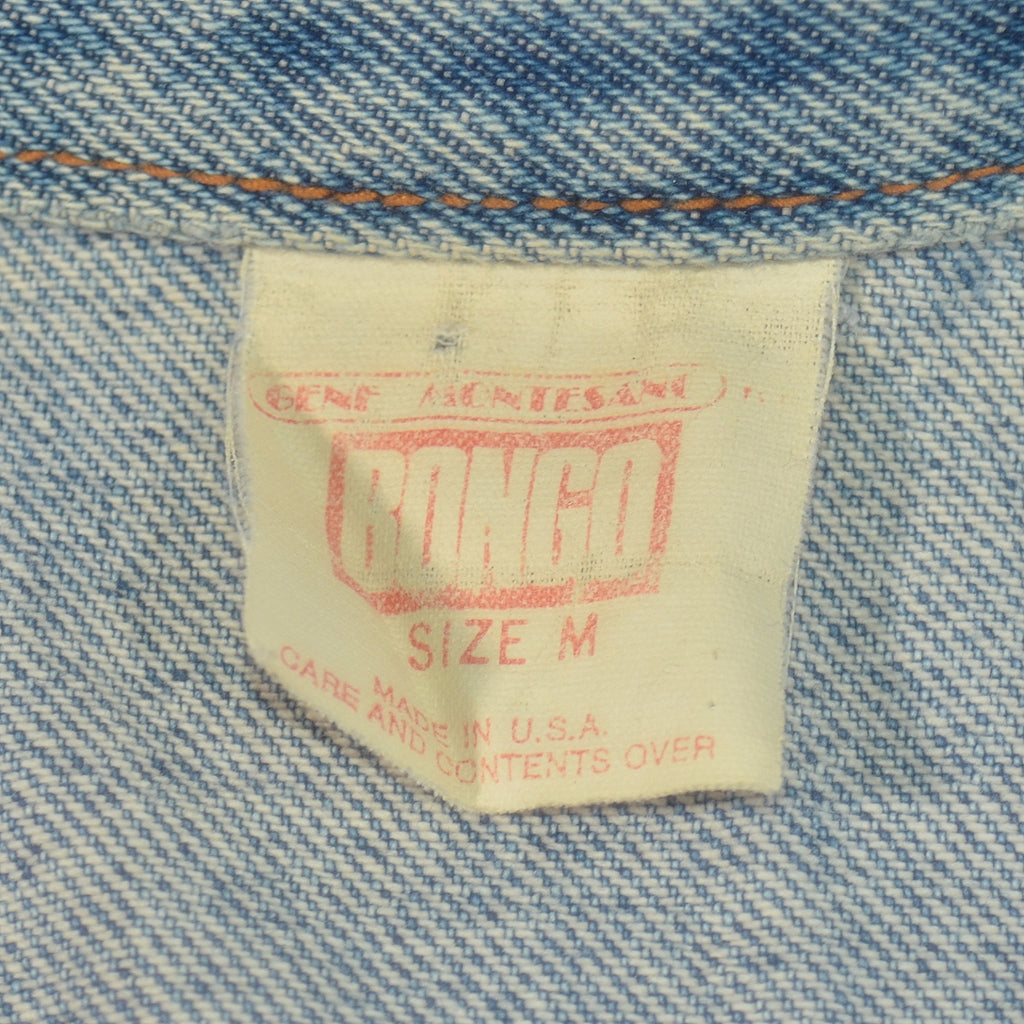 GENE MONTESANO
BONGO
SIZE M
MADE IN U.S.A.
CARE AND CONTENTS OVER